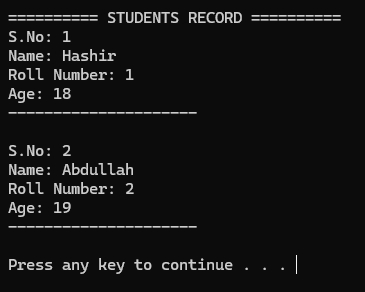 ========== STUDENTS RECORD ==========
S.No: 1
Name: Hashir
Roll Number: 1
Age: 18
---------------------
S.No: 2
Name: Abdullah
Roll Number: 2
Age: 19
---------------------
Press any key to continue . . .